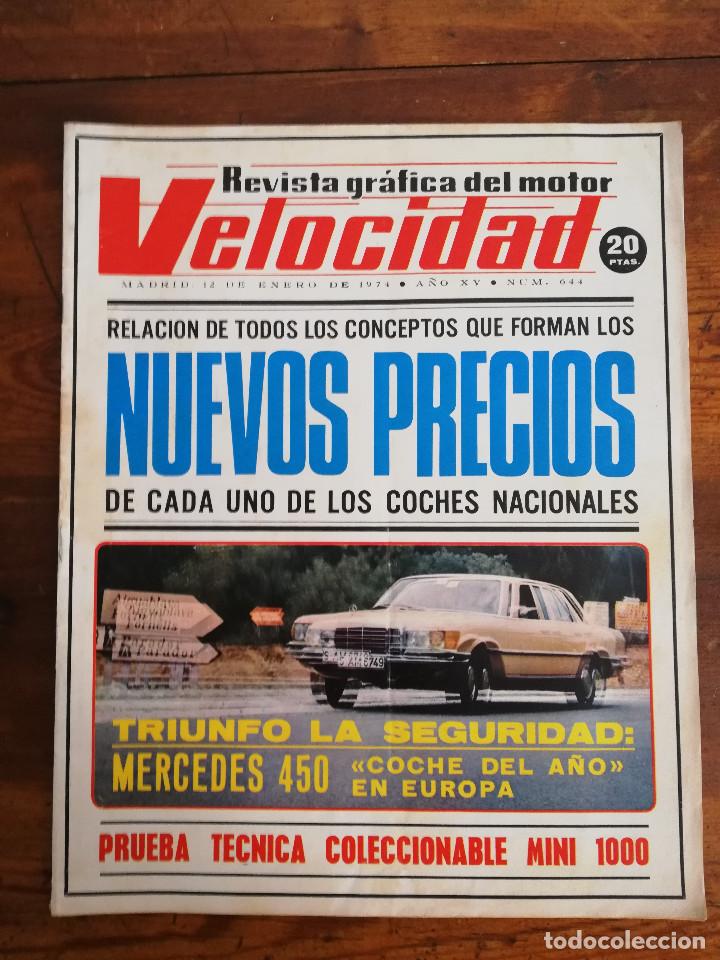 Revista gráfica del motor
Velocidad
20
PTAS.
MADRID, 12 DE ENERO DE 1974 • AÑO XV • NUM. 644
RELACION DE TODOS LOS CONCEPTOS QUE FORMAN LOS
NUEVOS PRECIOS
DE CADA UNO DE LOS COCHES NACIONALES
TRIUNFO LA SEGURIDAD:
MERCEDES 450
«COCHE DEL AÑO»
EN EUROPA
PRUEBA TECNICA COLECCIONABLE MINI 1000
todocoleccion.net